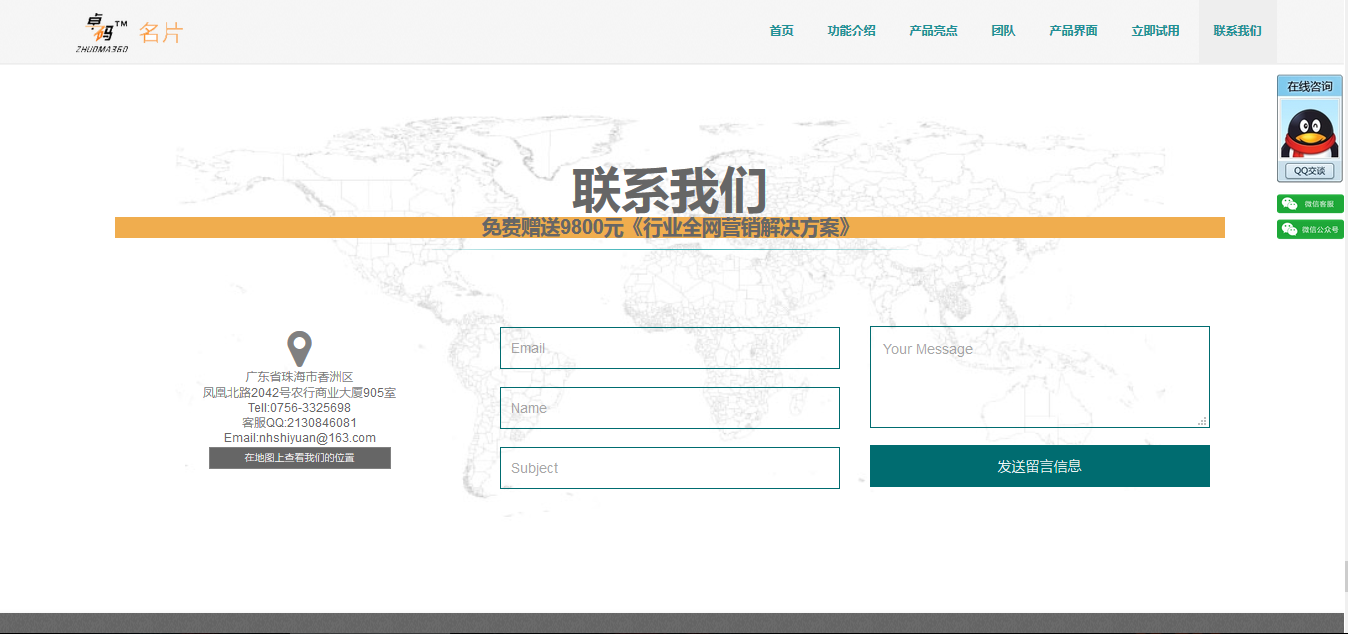 卓码™
ZHUOMA360
名片
首页
功能介绍
产品亮点
团队
产品界面
立即试用
联系我们
在线咨询
QQ交谈
微信客服
微信公众号
联系我们
免费赠送9800元《行业全网营销解决方案》
广东省珠海市香洲区
凤凰北路2042号农行商业大厦905室
Tell:0756-3325698
客服QQ:2130846081
Email:nhshiyuan@163.com
在地图上查看我们的位置
Email
Name
Subject
Your Message
发送留言信息